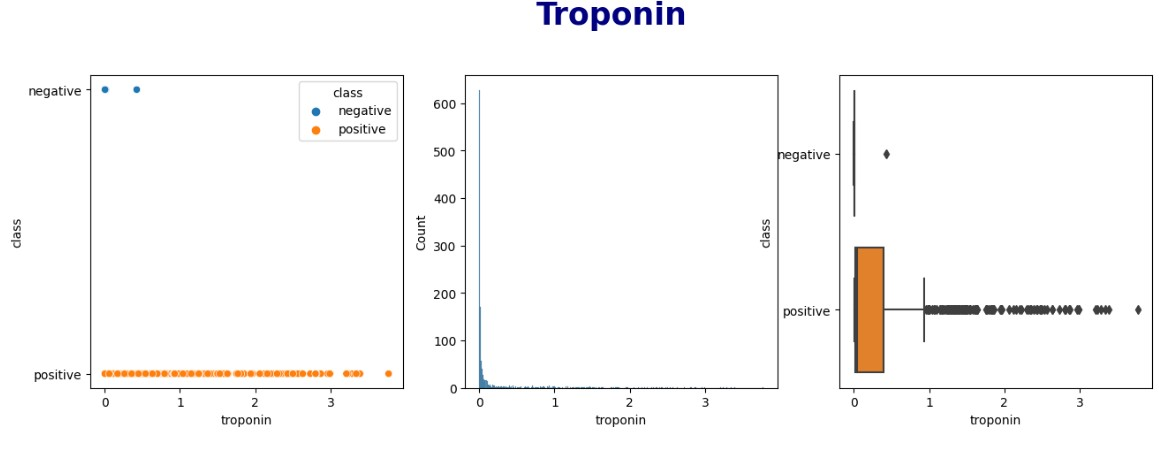 Troponin
negative
positive
class
0 1 2 3
troponin
class
negative
positive
600
500
400
300
200
100
0
Count
0 1 2 3
troponin
negative
positive
class
0 1 2 3
troponin